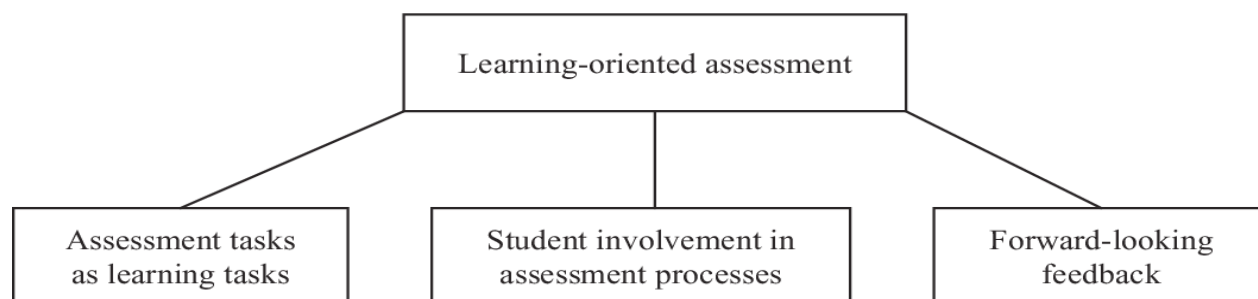 Learning-oriented assessment
Assessment tasks
as learning tasks
Student involvement in
assessment processes
Forward-looking
feedback